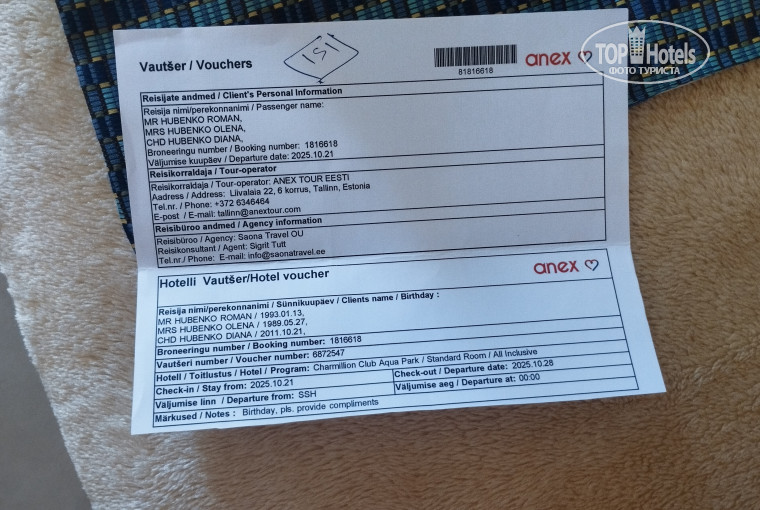 Vautšer / Vouchers
151
81816618
anex
TOP Hotels
ФОТО ТУРИСТА
Reisijate andmed / Client's Personal Information
Reisija nimi/perekonnanimi / Passenger name:
MR HUBENKO ROMAN,
MRS HUBENKO OLENA,
CHD HUBENKO DIANA,
Broneeringu number / Booking number: 1816618
Väljumise kuupäev / Departure date: 2025.10.21
Reisikorraldaja / Tour-operator
Reisikorraldaja / Tour-operator: ANEX TOUR EESTI
Aadress / Address: Liivalaia 22, 6 korrus, Tallinn, Estonia
Tel.nr. / Phone: +372 6346464
E-post / E-mail: tallinn@anextour.com
Reisibüroo andmed / Agency information
Reisibüroo / Agency: Saona Travel OU
Reisikonsultant / Agent: Sigrit Tutt
Tel.nr./ Phone: E-mail: info@saonatravel.ee
Hotelli Vautšer/Hotel voucher
anex
Reisija nimi/perekonnanimi / Sünnikuupäev / Clients name / Birthday :
MR HUBENKO ROMAN / 1993.01.13,
MRS HUBENKO OLENA / 1989.05.27,
CHD HUBENKO DIANA / 2011.10.21,
Broneeringu number / Booking number: 1816618
Vautšeri number / Voucher number: 6872547
Hotell / Toitlustus / Hotel / Program: Charmillion Club Aqua Park / Standard Room / All Inclusive
Check-in / Stay from: 2025.10.21
Check-out / Departure date: 2025.10.28
Väljumise linn / Departure from: SSH
Väljumise aeg / Departure at: 00:00
Märkused / Notes : Birthday, pls. provide compliments